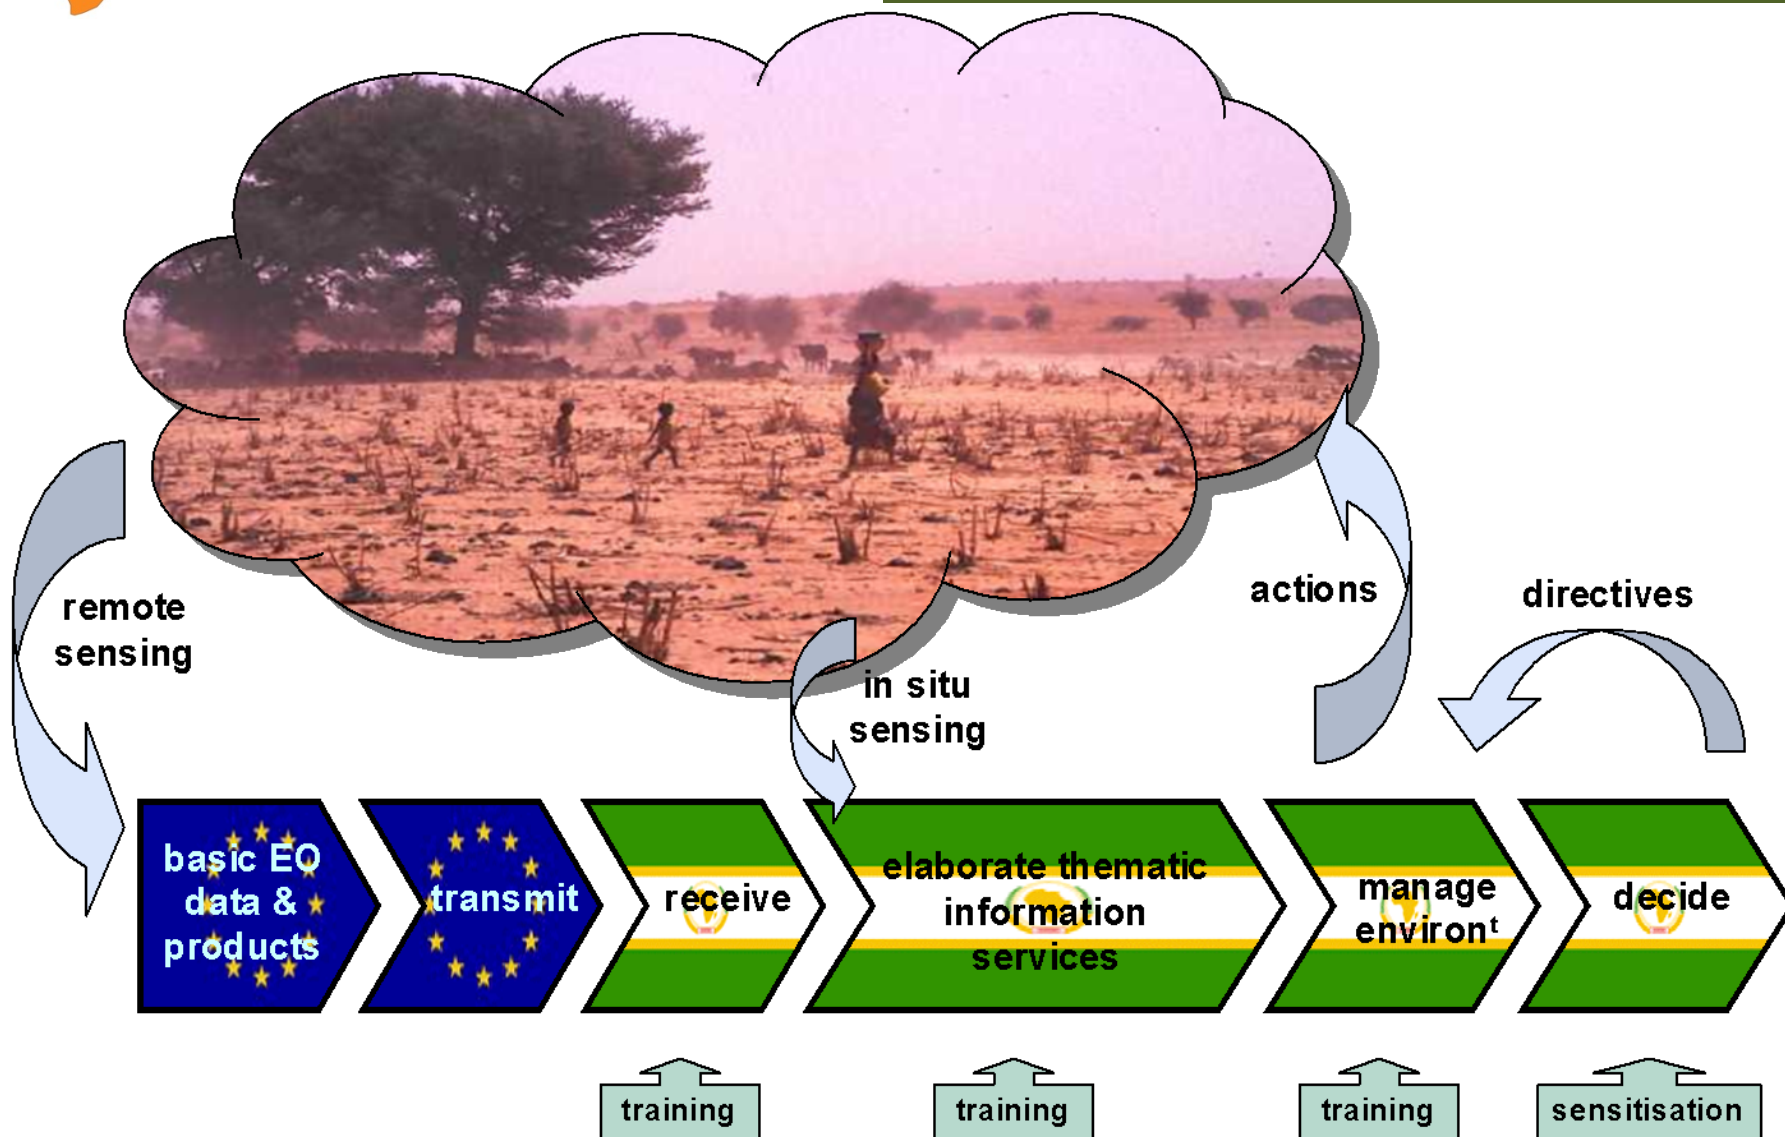 remote
sensing
in situ
sensing
actions
directives
basic EO
data &
products
transmit
receive
elaborate thematic
information
services
manage
environᵗ
decide
training
training
training
sensitisation